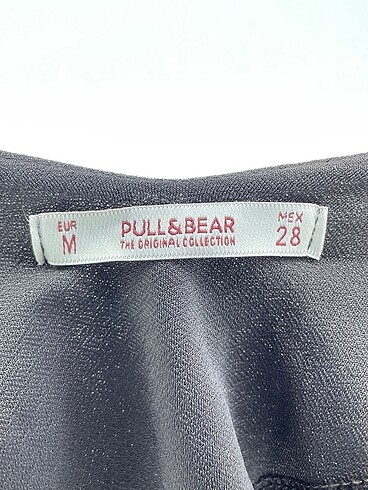 EUR
M
PULL&BEAR
THE ORIGINAL COLLECTION
MEX
28